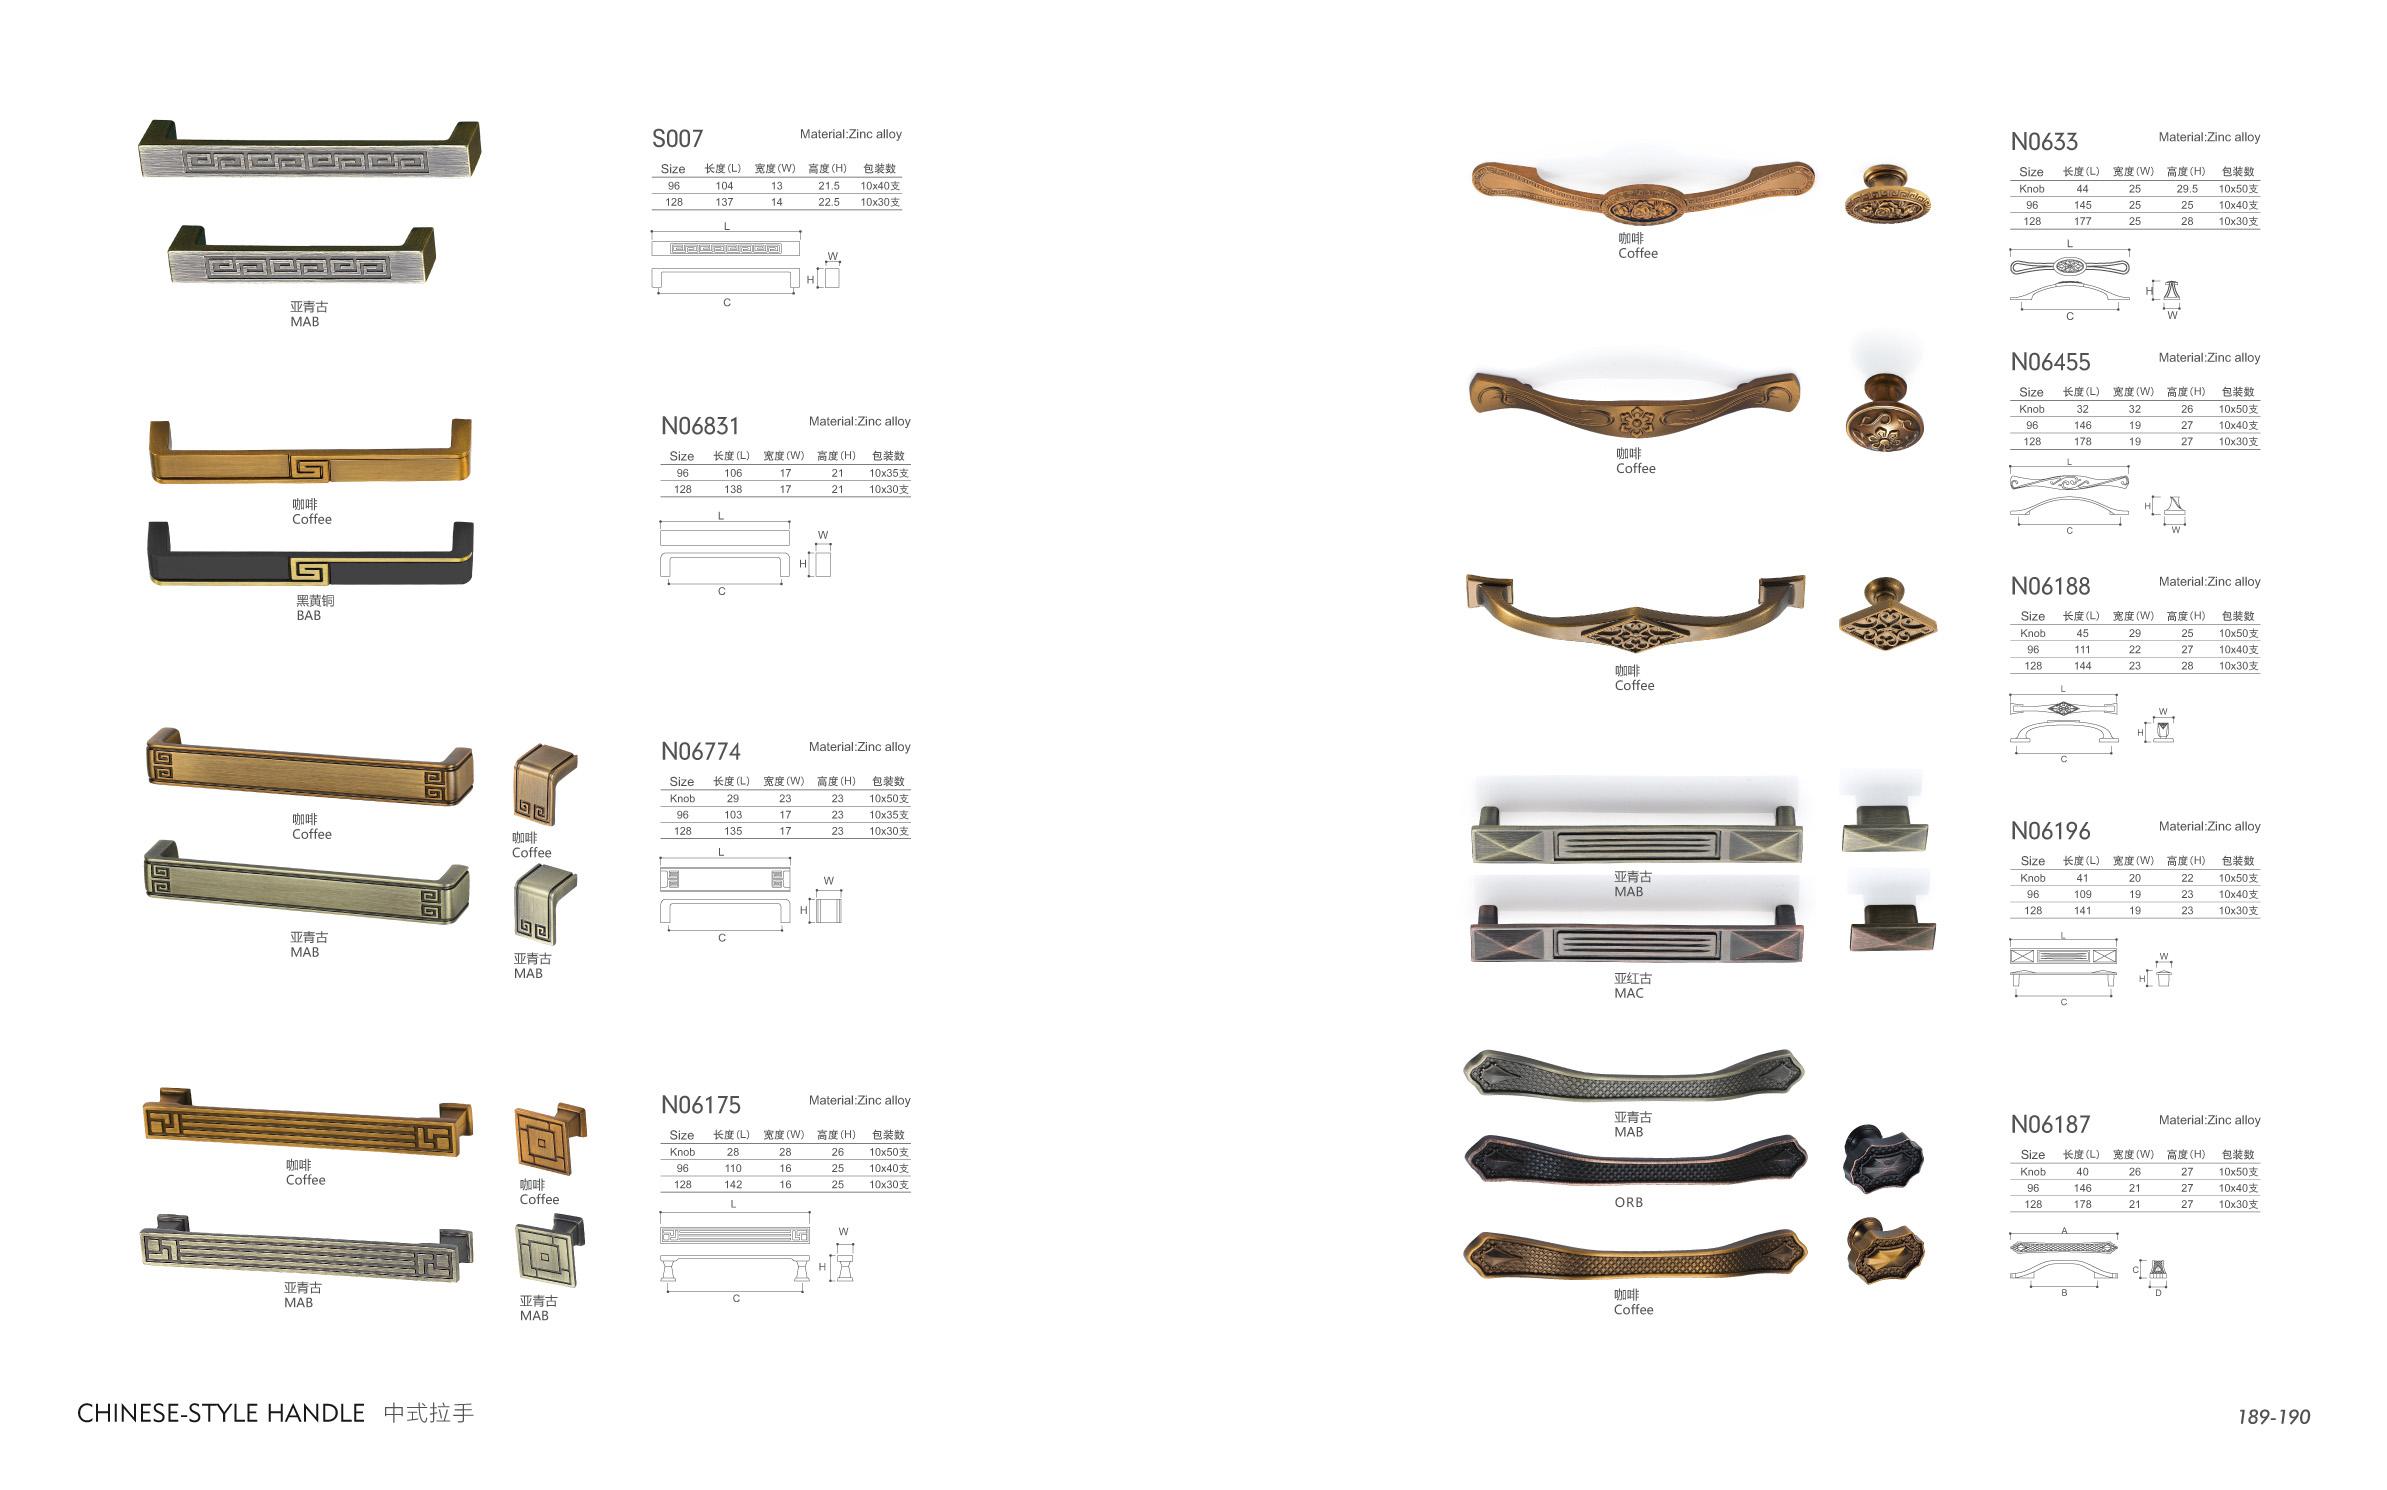 S007 Material:Zinc alloy
Size 长度(L) 宽度(W) 高度(H) 包装数
96 104 13 21.5 10x40支
128 137 14 22.5 10x30支
L
W
H
C
亚青古
MAB
N06831 Material:Zinc alloy
Size 长度(L) 宽度(W) 高度(H) 包装数
96 106 17 21 10x35支
128 138 17 21 10x30支
L
W
H
C
咖啡
Coffee
黑黄铜
BAB
N06774 Material:Zinc alloy
Size 长度(L) 宽度(W) 高度(H) 包装数
Knob 29 23 23 10x50支
96 103 17 23 10x35支
128 135 17 23 10x30支
L
W
H
C
咖啡
Coffee
咖啡
Coffee
亚青古
MAB
亚青古
MAB
N06175 Material:Zinc alloy
Size 长度(L) 宽度(W) 高度(H) 包装数
Knob 28 28 26 10x50支
96 110 16 25 10x40支
128 142 16 25 10x30支
L
W
H
C
咖啡
Coffee
咖啡
Coffee
亚青古
MAB
亚青古
MAB
N0633 Material:Zinc alloy
Size 长度(L) 宽度(W) 高度(H) 包装数
Knob 44 25 29.5 10x50支
96 145 25 25 10x40支
128 177 25 28 10x30支
L
H
W
C
咖啡
Coffee
N06455 Material:Zinc alloy
Size 长度(L) 宽度(W) 高度(H) 包装数
Knob 32 32 26 10x50支
96 146 19 27 10x40支
128 178 19 27 10x30支
L
H
W
C
咖啡
Coffee
N06188 Material:Zinc alloy
Size 长度(L) 宽度(W) 高度(H) 包装数
Knob 45 29 25 10x50支
96 111 22 27 10x40支
128 144 23 28 10x30支
L
W
H
C
咖啡
Coffee
N06196 Material:Zinc alloy
Size 长度(L) 宽度(W) 高度(H) 包装数
Knob 41 20 22 10x50支
96 109 19 23 10x40支
128 141 19 23 10x30支
L
W
H
C
亚青古
MAB
亚红古
MAC
N06187 Material:Zinc alloy
Size 长度(L) 宽度(W) 高度(H) 包装数
Knob 40 26 27 10x50支
96 146 21 27 10x40支
128 178 21 27 10x30支
A
C
B
D
亚青古
MAB
ORB
咖啡
Coffee
CHINESE-STYLE HANDLE 中式拉手
189-190